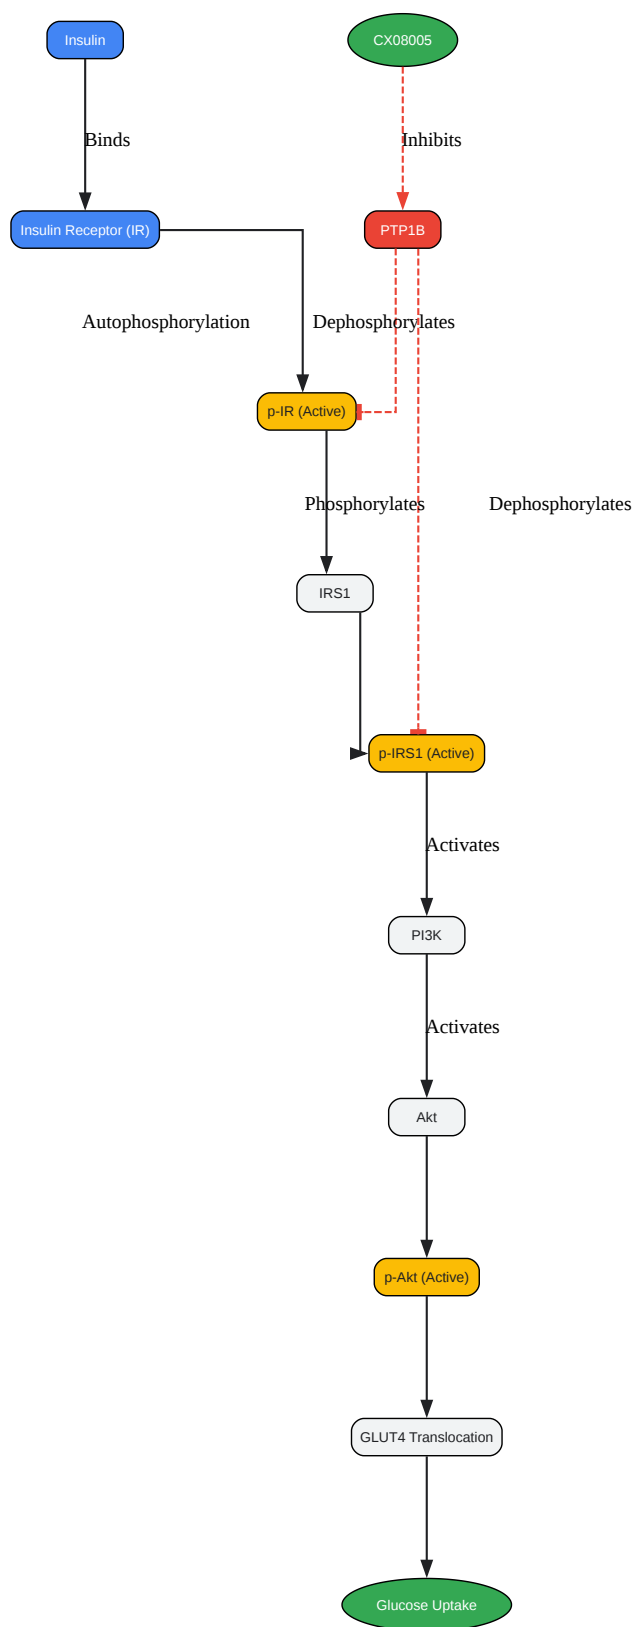 Insulin
CX08005
Binds
Inhibits
Insulin Receptor (IR)
PTP1B
Autophosphorylation
Dephosphorylates
p-IR (Active)
Phosphorylates
Dephosphorylates
IRS1
p-IRS1 (Active)
Activates
PI3K
Activates
Akt
p-Akt (Active)
GLUT4 Translocation
Glucose Uptake